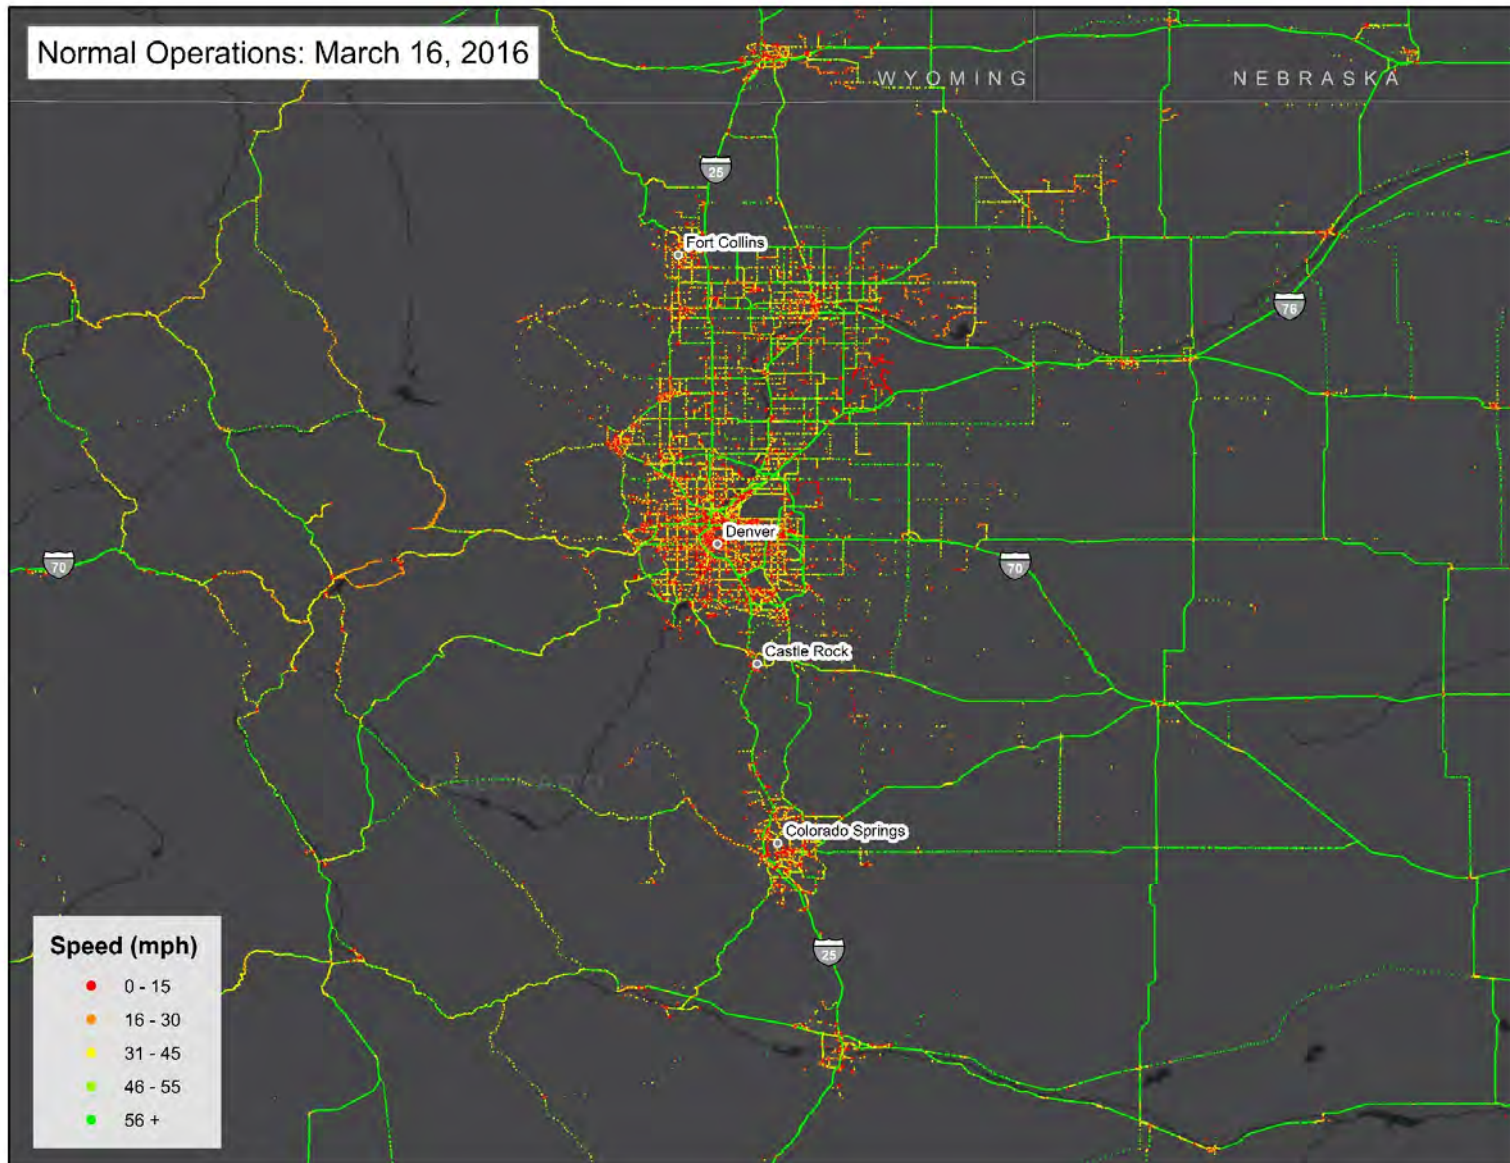 Normal Operations: March 16, 2016
WYOMING
NEBRASKA
25
Fort Collins
76
Denver
70
70
Castle Rock
Colorado Springs
25
Speed (mph)
0 - 15
16 - 30
31 - 45
46 - 55
56 +